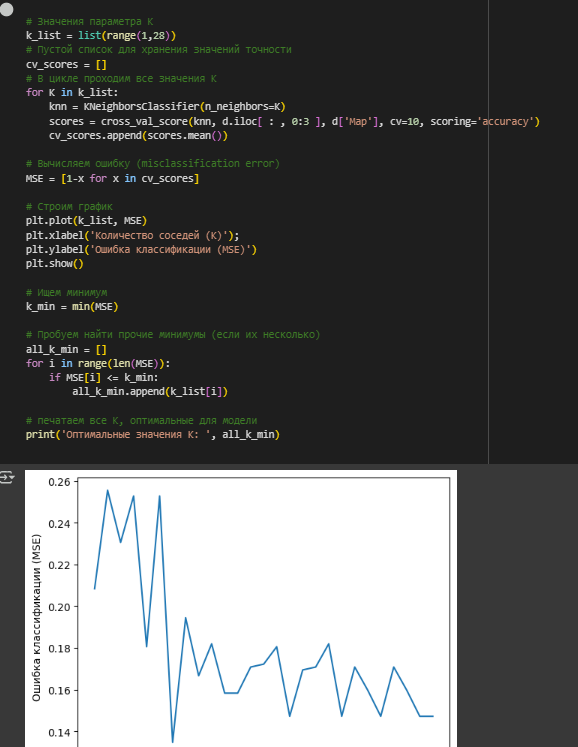 # Значения параметра K
k_list = list(range(1,28))
# Пустой список для хранения значений точности
cv_scores = []
# В цикле проходим все значения K
for K in k_list:
    knn = KNeighborsClassifier(n_neighbors=K)
    scores = cross_val_score(knn, d.iloc[ : , 0:3 ], d['Мар'], cv=10, scoring='accuracy')
    cv_scores.append(scores.mean())
# Вычисляем ошибку (misclassification error)
MSE = [1-x for x in cv_scores]
# Строим график
plt.plot(k_list, MSE)
plt.xlabel('Количество соседей (K)');
plt.ylabel('Ошибка классификации (MSE)')
plt.show()
# Ищем минимум
k_min = min(MSE)
# Пробуем найти прочие минимумы (если их несколько)
all_k_min = []
for i in range(len(MSE)):
    if MSE[i] <= k_min:
        all_k_min.append(k_list[i])
# печатаем все K, оптимальные для модели
print('Оптимальные значения K: ', all_k_min)
Ошибка классификации (MSE)
0.26
0.24
0.22
0.20
0.18
0.16
0.14